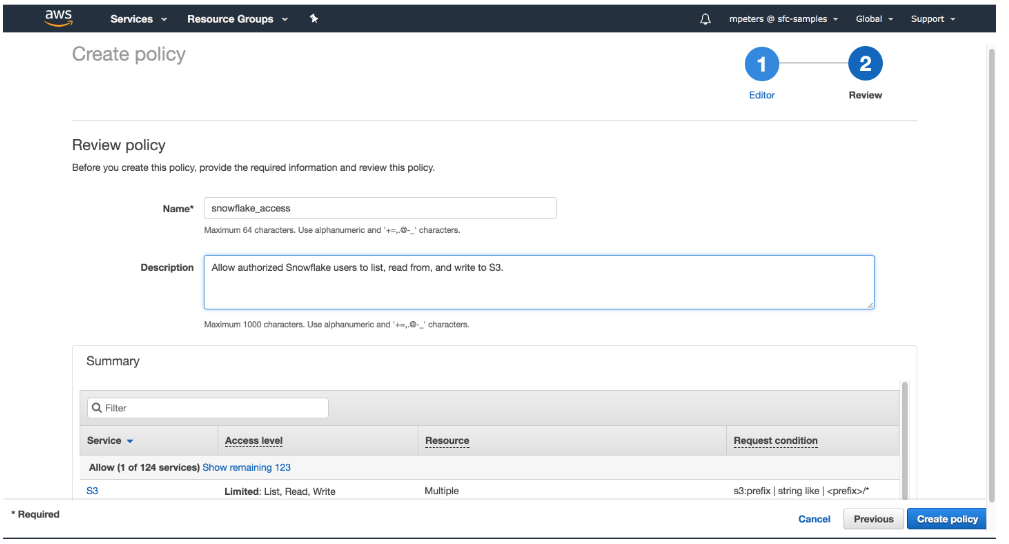 aws Services Resource Groups mpeters @ sfc-samples Global Support
Create policy
1 2
Editor Review
Review policy
Before you create this policy, provide the required information and review this policy.
Name* snowflake_access
Maximum 64 characters. Use alphanumeric and '+=,.@-_' characters.
Description Allow authorized Snowflake users to list, read from, and write to S3.
Maximum 1000 characters. Use alphanumeric and '+=,.@-_' characters.
Summary
Filter
Service Access level Resource Request condition
Allow (1 of 124 services) Show remaining 123
S3 Limited: List, Read, Write Multiple s3:prefix | string like | <prefix>/*
* Required
Cancel Previous Create policy